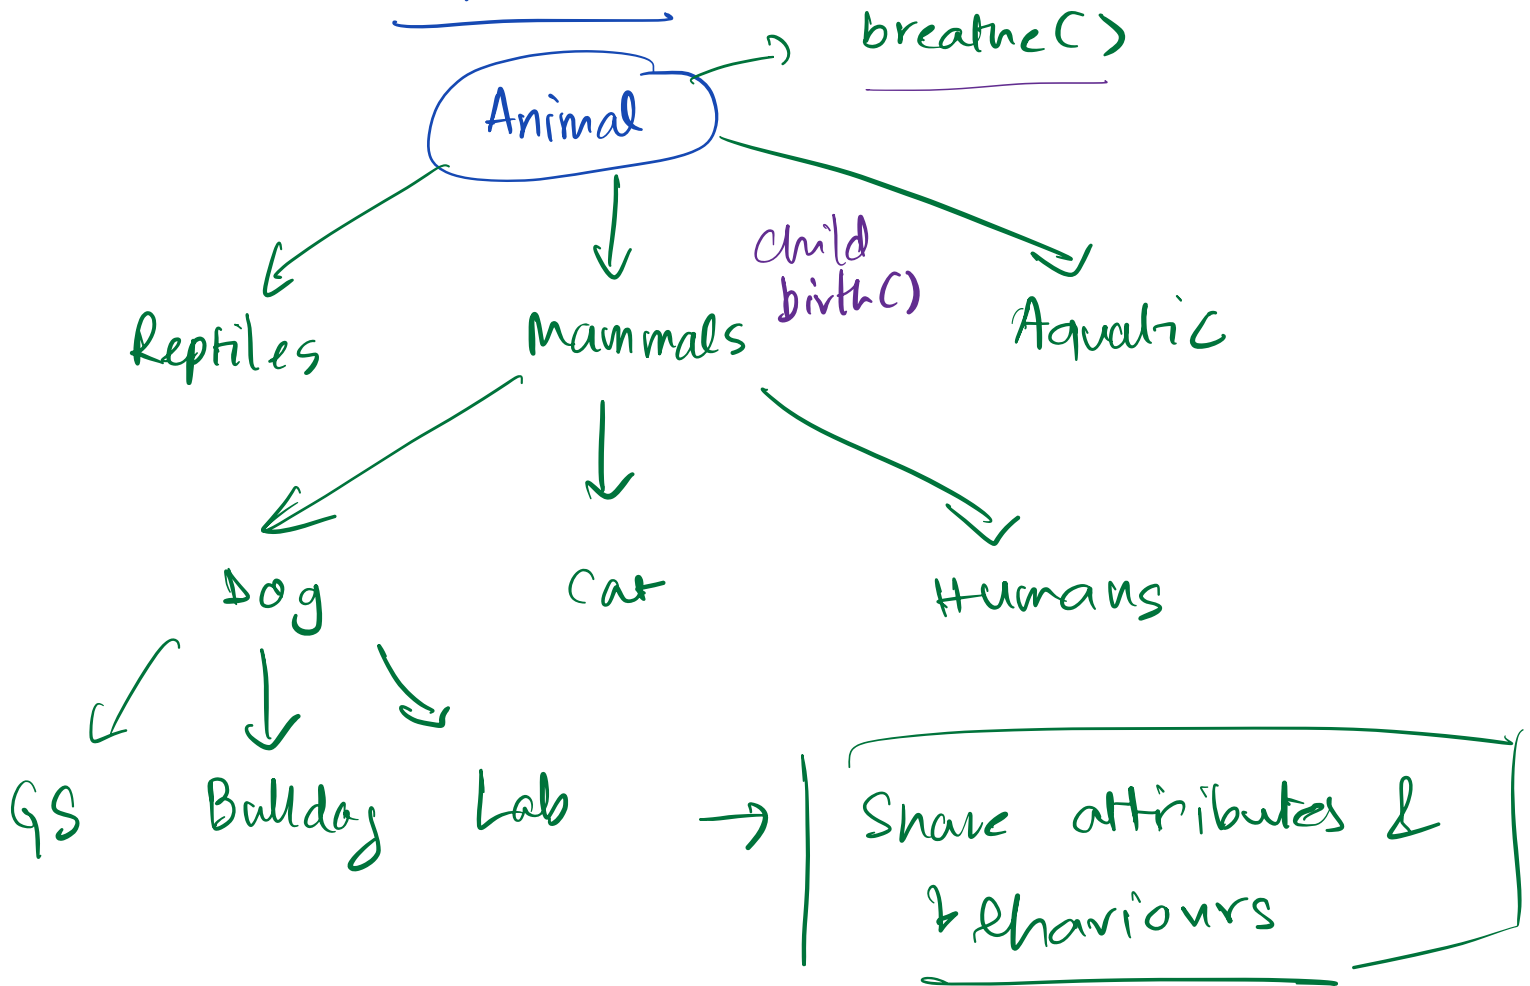 breathe()
Animal
child
birth()
Reptiles
Mammals
Aquatic
Dog
Cat
Humans
GS
Bulldog
Lab
Share attributes &
behaviours